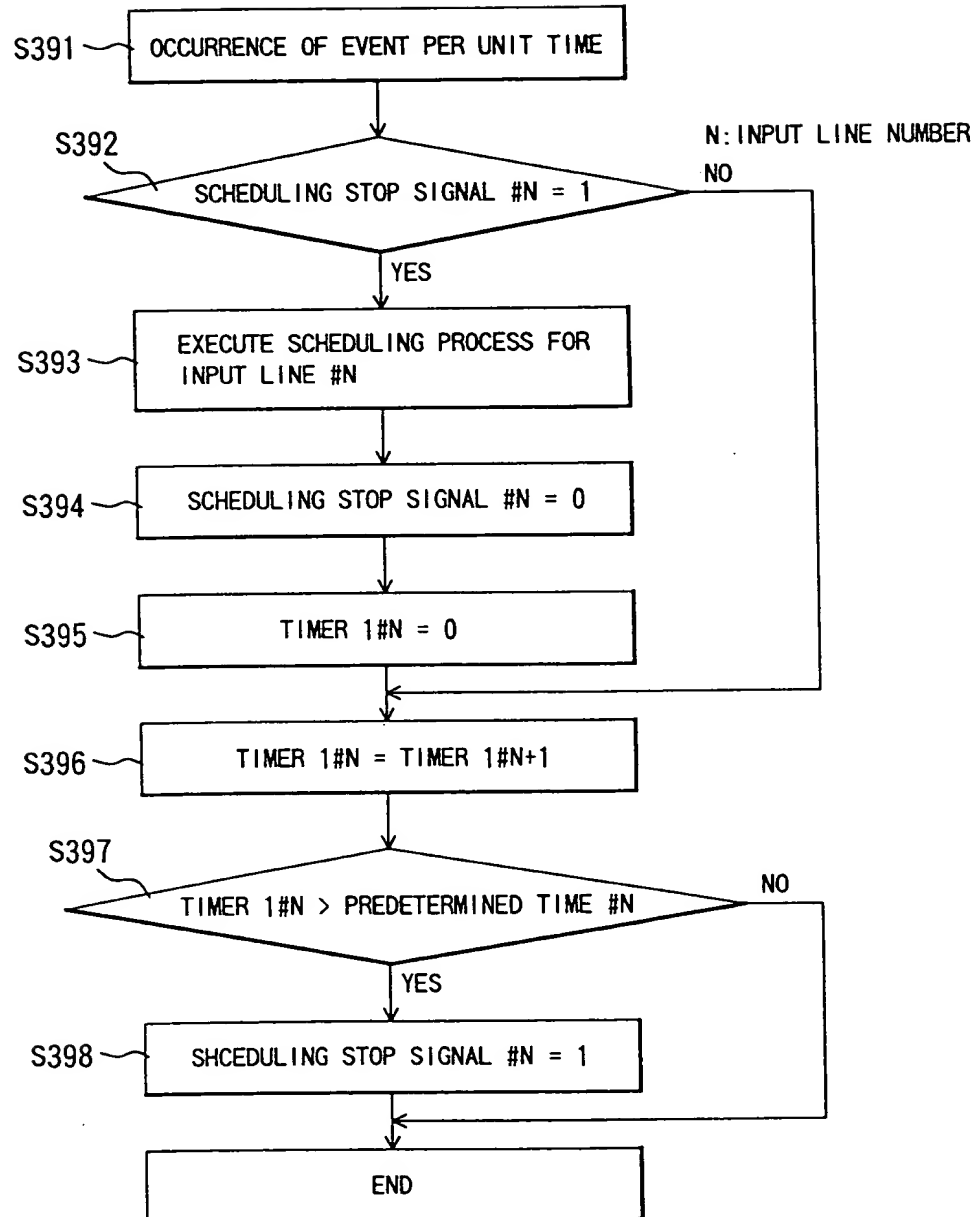 S391
OCCURRENCE OF EVENT PER UNIT TIME
N: INPUT LINE NUMBER
S392
SCHEDULING STOP SIGNAL #N = 1
NO
YES
S393
EXECUTE SCHEDULING PROCESS FOR
INPUT LINE #N
S394
SCHEDULING STOP SIGNAL #N = 0
S395
TIMER 1#N = 0
S396
TIMER 1#N = TIMER 1#N+1
S397
TIMER 1#N > PREDETERMINED TIME #N
NO
YES
S398
SHCEDULING STOP SIGNAL #N = 1
END